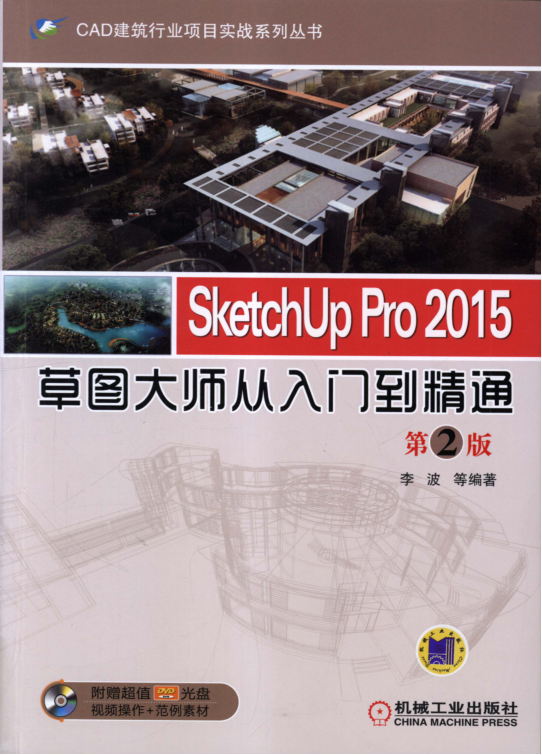 CAD建筑行业项目实战系列丛书
SketchUp Pro 2015
草图大师从入门到精通
第2版
李 波 等编著
附赠超值DVD光盘
视频操作+范例素材
机械工业出版社
CHINA MACHINE PRESS